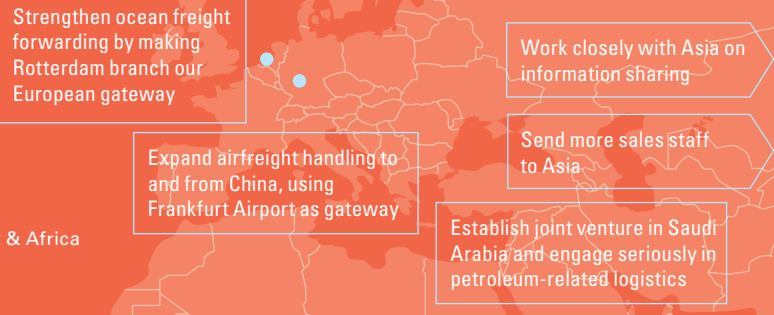 Strengthen ocean freight
forwarding by making
Rotterdam branch our
European gateway
Work closely with Asia on
information sharing
Expand airfreight handling to
and from China, using
Frankfurt Airport as gateway
Send more sales staff
to Asia
Establish joint venture in Saudi
Arabia and engage seriously in
petroleum-related logistics
& Africa